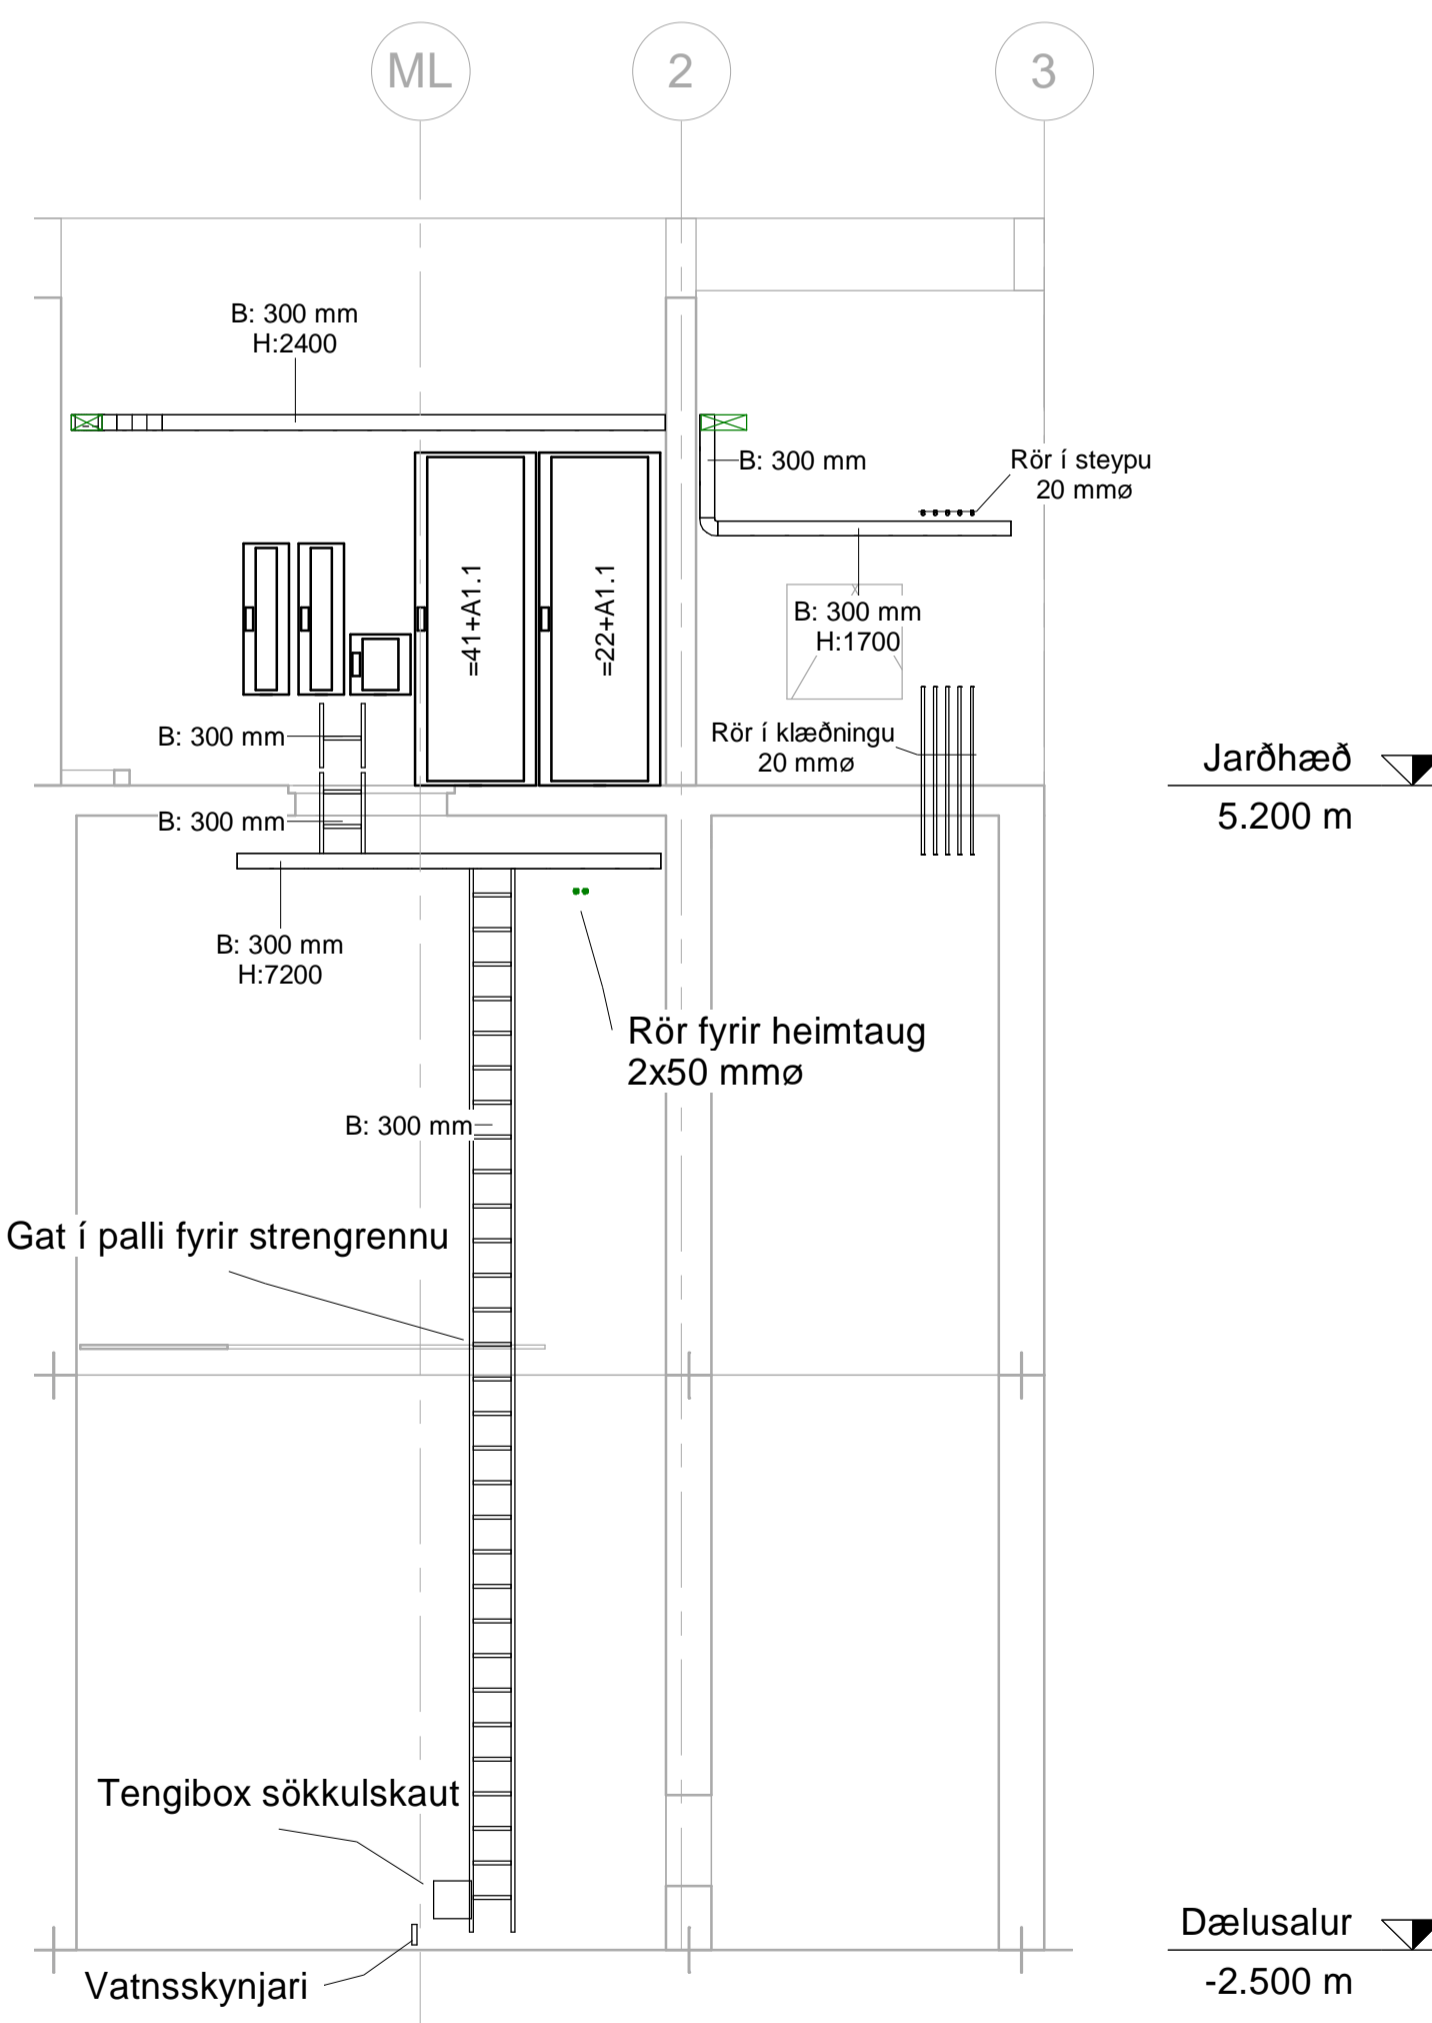 ML
2
3
B: 300 mm
H:2400
B: 300 mm
Rör í steypu
20 mmø
=41+A1.1
=22+A1.1
B: 300 mm
H:1700
B: 300 mm
Rör í klæðningu
20 mmø
Jarðhæð
5.200 m
B: 300 mm
B: 300 mm
H:7200
Rör fyrir heimtaug
2x50 mmø
B: 300 mm
Gat í palli fyrir strengrennu
Tengibox sökkulskaut
Dælusalur
-2.500 m
Vatnsskynjari